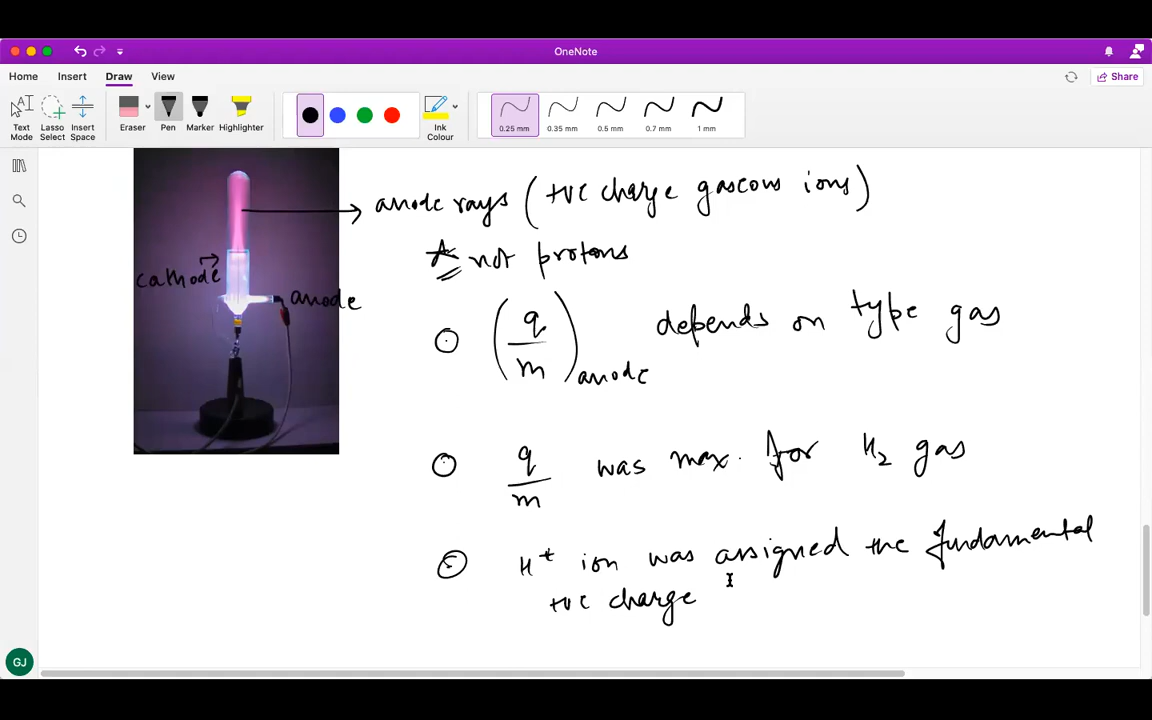 OneNote
Home Insert Draw View
Share
Text Mode
Lasso Select
Insert Space
Eraser
Pen
Marker
Highlighter
Ink Colour
0.25 mm
0.35 mm
0.5 mm
0.7 mm
1 mm
anode rays (+ve charge gaseous ions)
not protons
cathode
anode
(q/m) anode depends on type gas
q/m was max. for H2 gas
H+ ion was assigned the fundamental
+ve charge
GJ